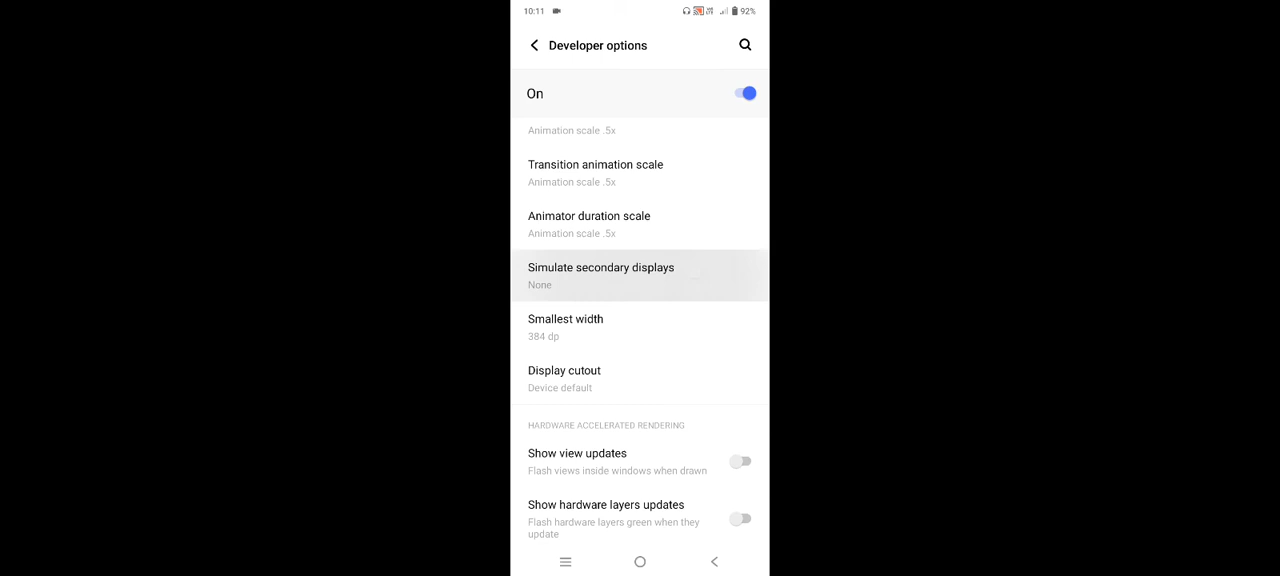 10:11
92%
Developer options
On
Animation scale .5x
Transition animation scale
Animation scale .5x
Animator duration scale
Animation scale .5x
Simulate secondary displays
None
Smallest width
384 dp
Display cutout
Device default
HARDWARE ACCELERATED RENDERING
Show view updates
Flash views inside windows when drawn
Show hardware layers updates
Flash hardware layers green when they
update